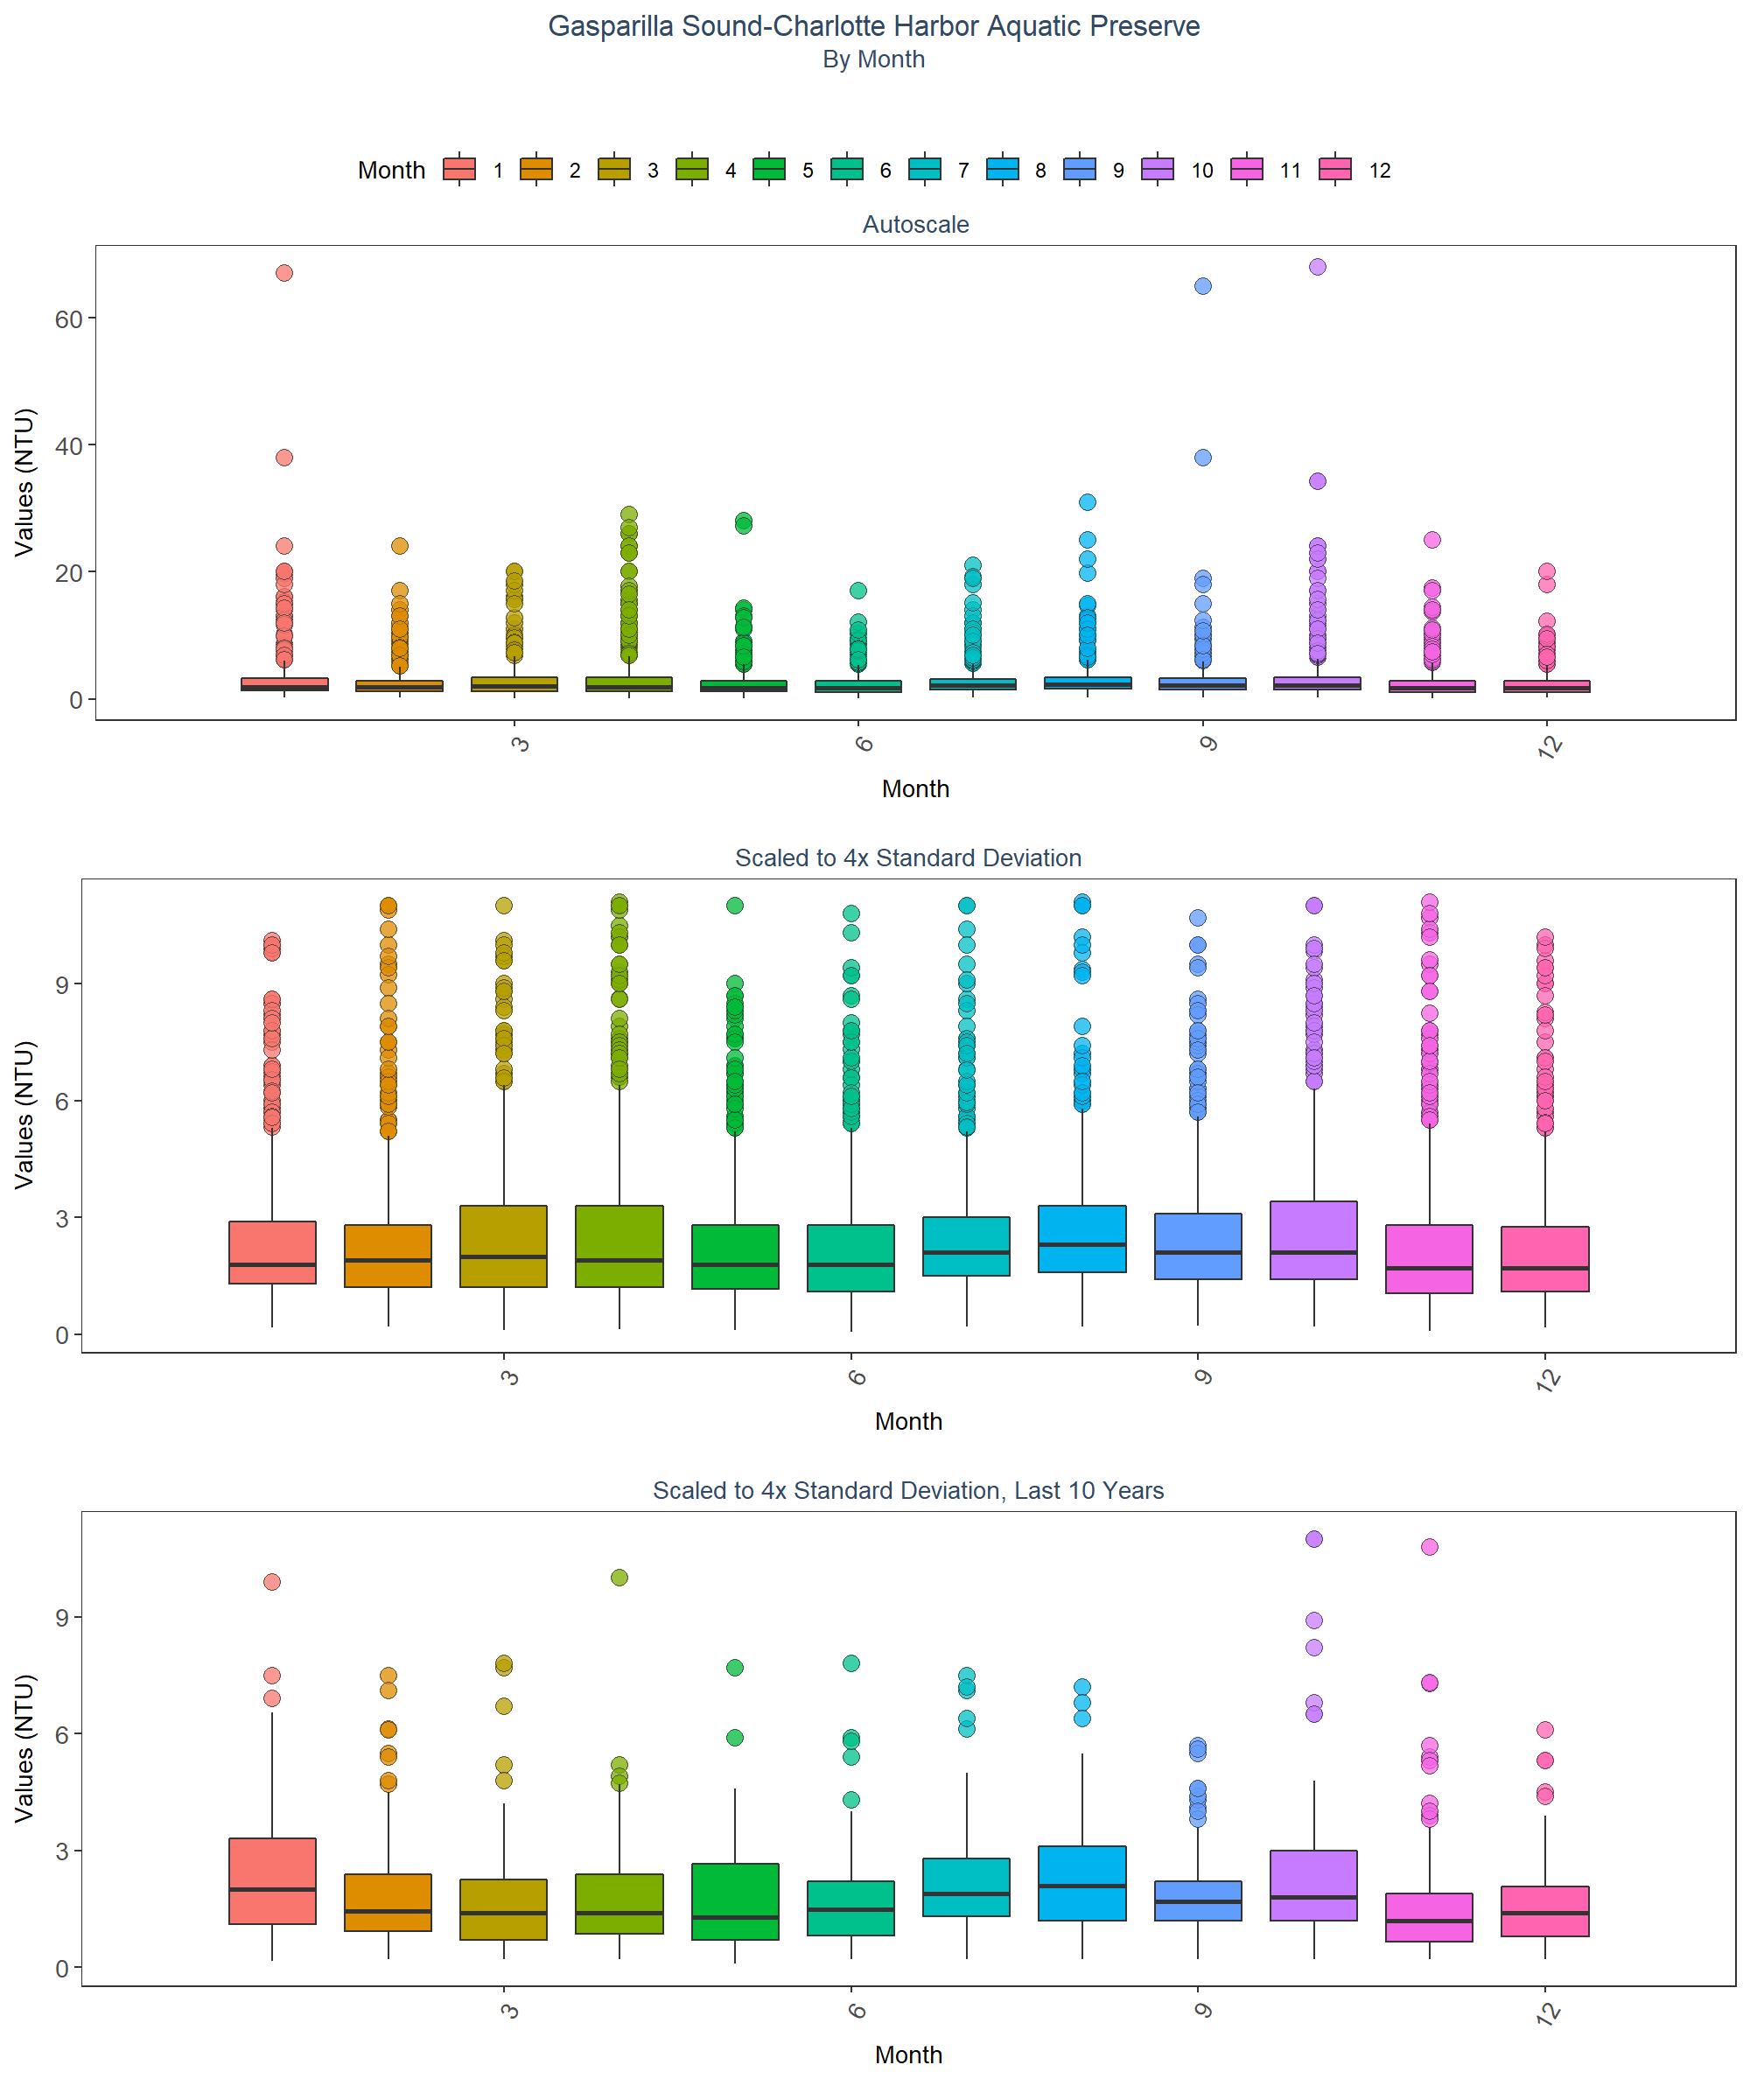 Gasparilla Sound-Charlotte Harbor Aquatic Preserve
By Month
Month 1 2 3 4 5 6 7 8 9 10 11 12
Autoscale
Values (NTU)
60
40
20
0
3 6 9 12
Month
Scaled to 4x Standard Deviation
Values (NTU)
9
6
3
0
3 6 9 12
Month
Scaled to 4x Standard Deviation, Last 10 Years
Values (NTU)
9
6
3
0
3 6 9 12
Month